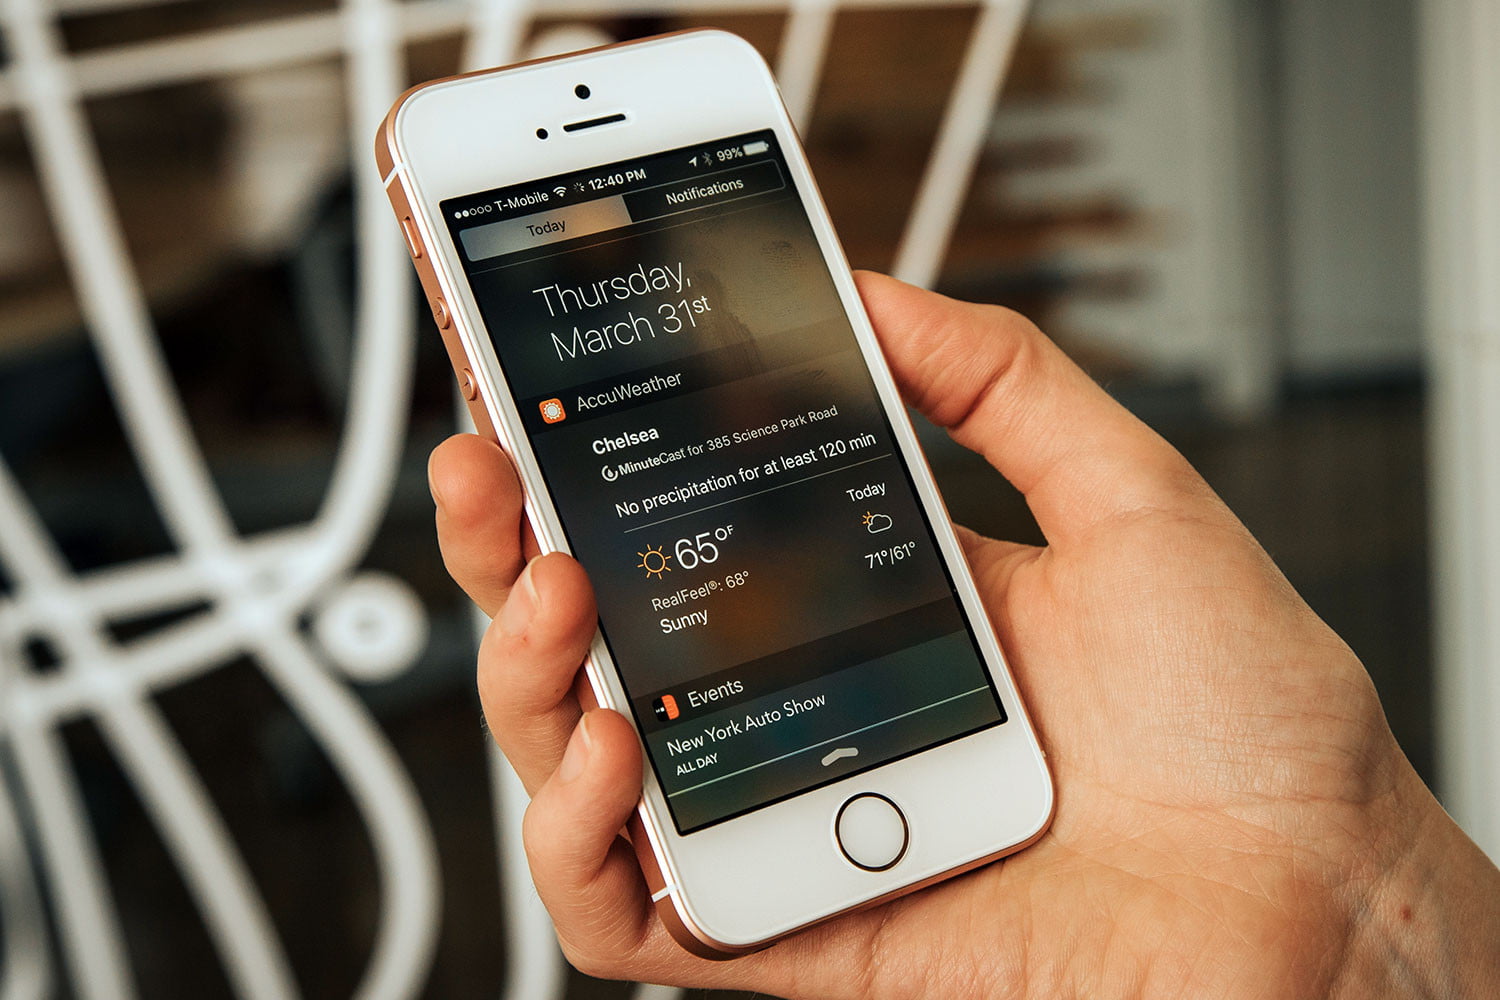 T-Mobile 12:40 PM 99%
Today Notifications
Thursday,
March 31st
AccuWeather
Chelsea
MinuteCast for 385 Science Park Road
No precipitation for at least 120 min
65°F
RealFeel®: 68°
Sunny
Today
71°/61°
Events
New York Auto Show
ALL DAY